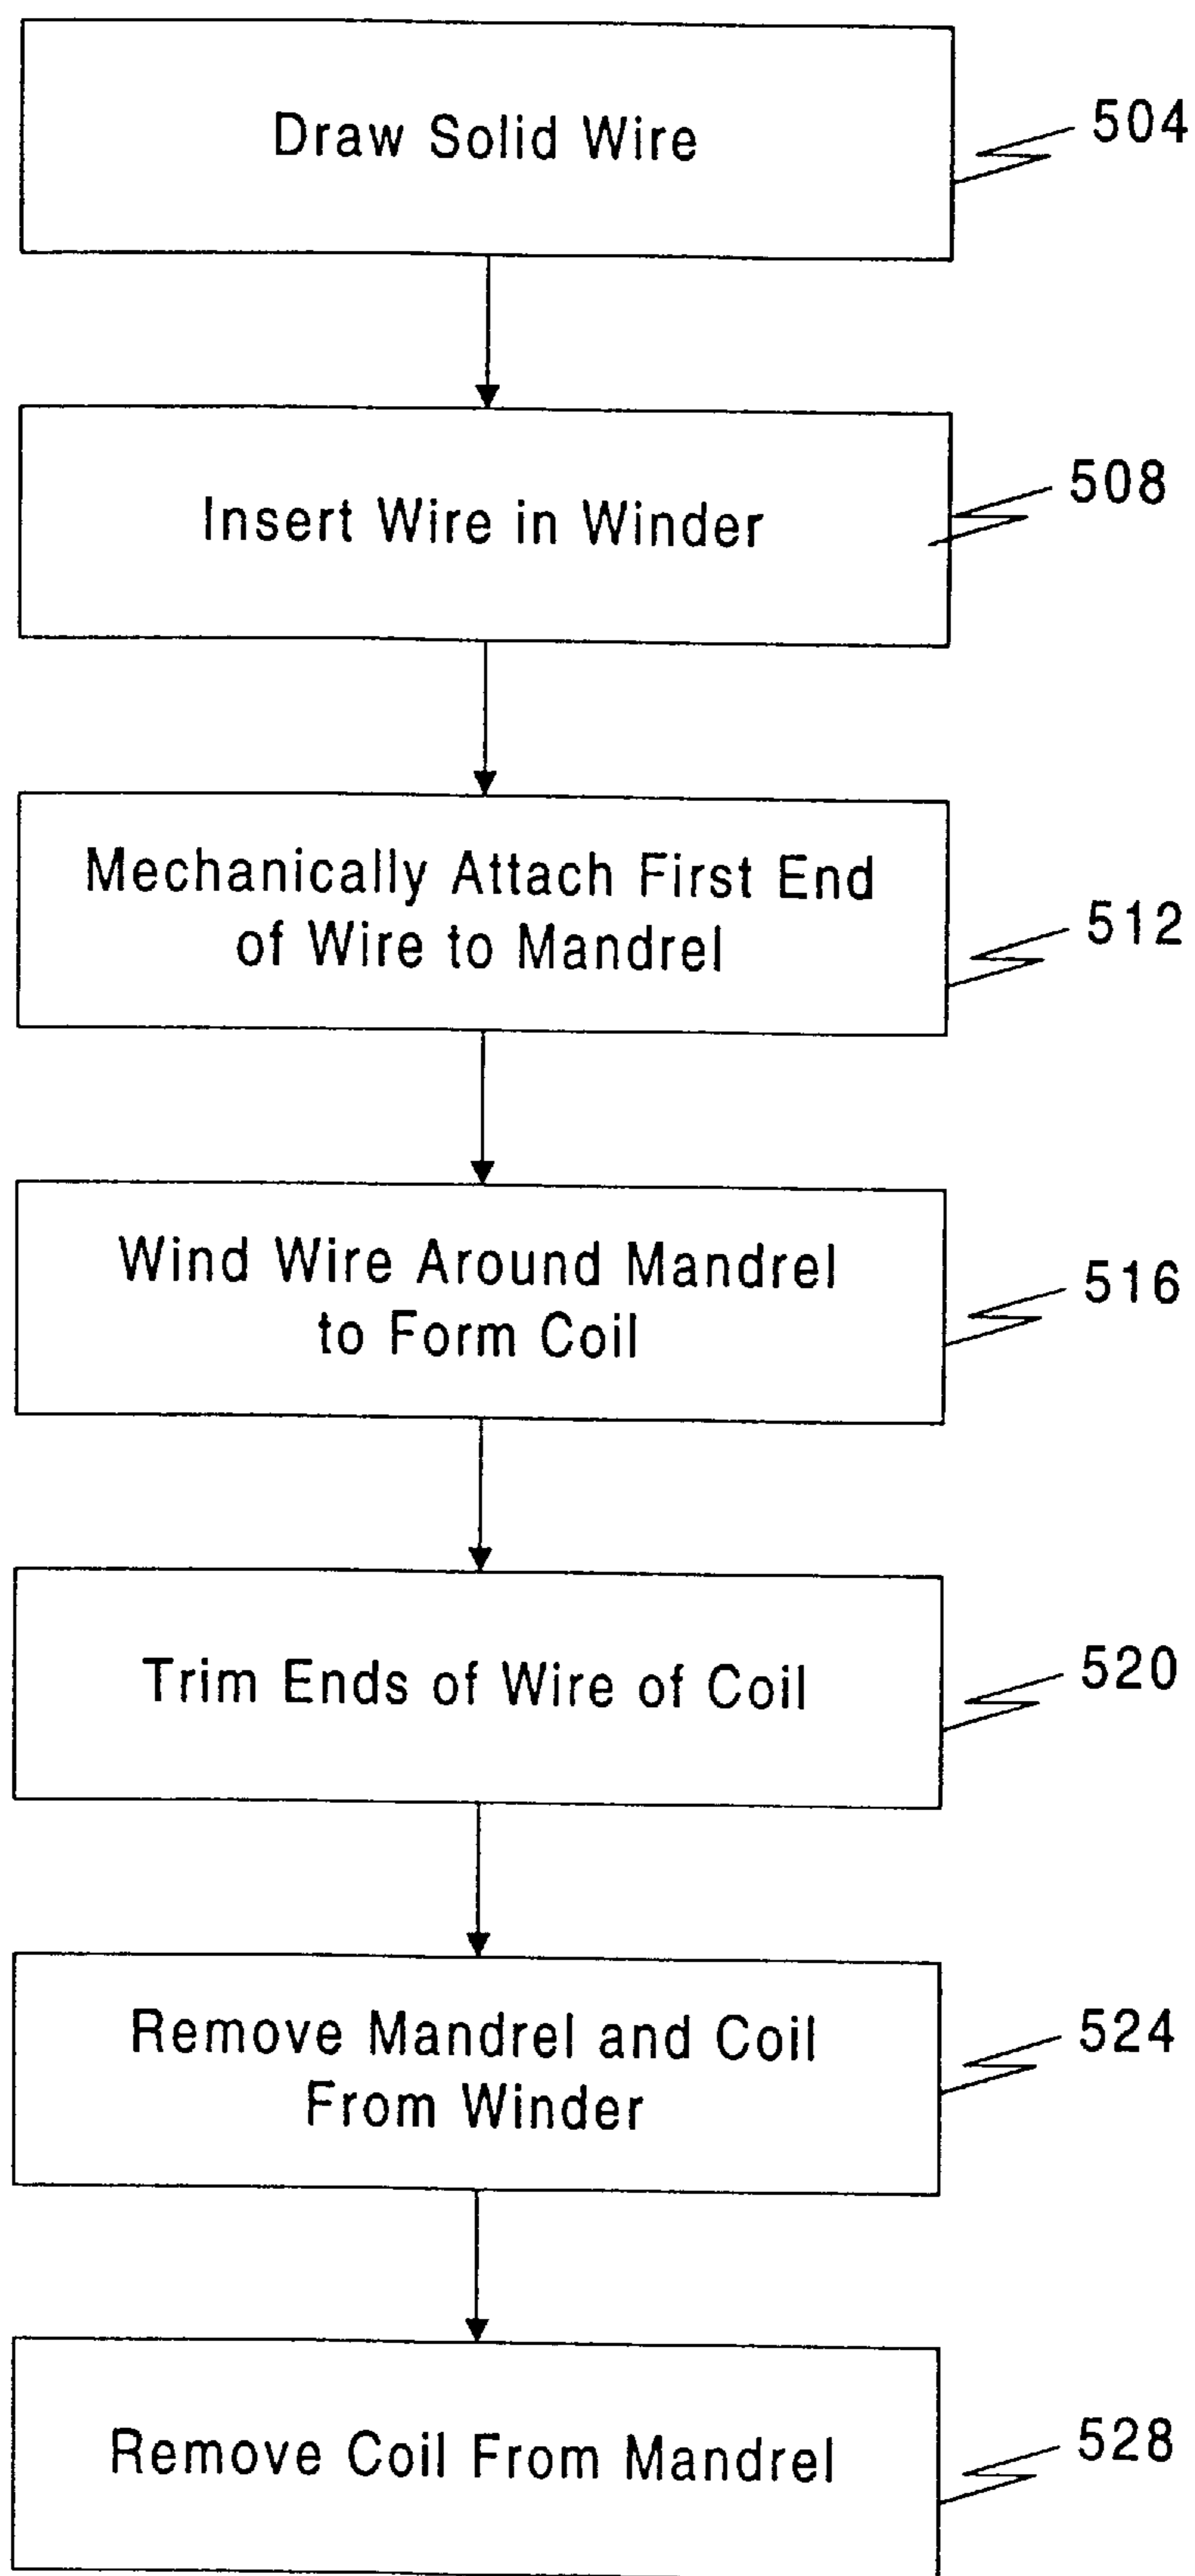 Draw Solid Wire
504
Insert Wire in Winder
508
Mechanically Attach First End
of Wire to Mandrel
512
Wind Wire Around Mandrel
to Form Coil
516
Trim Ends of Wire of Coil
520
Remove Mandrel and Coil
From Winder
524
Remove Coil From Mandrel
528